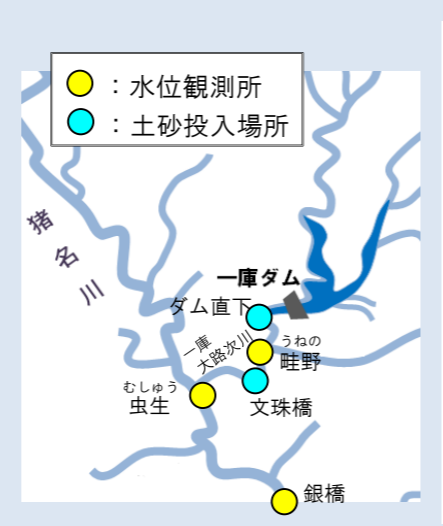 ：水位観測所
：土砂投入場所
猪名川
一庫ダム
ダム直下
一庫
大路次川
うねの
畦野
むしゅう
虫生
文珠橋
銀橋